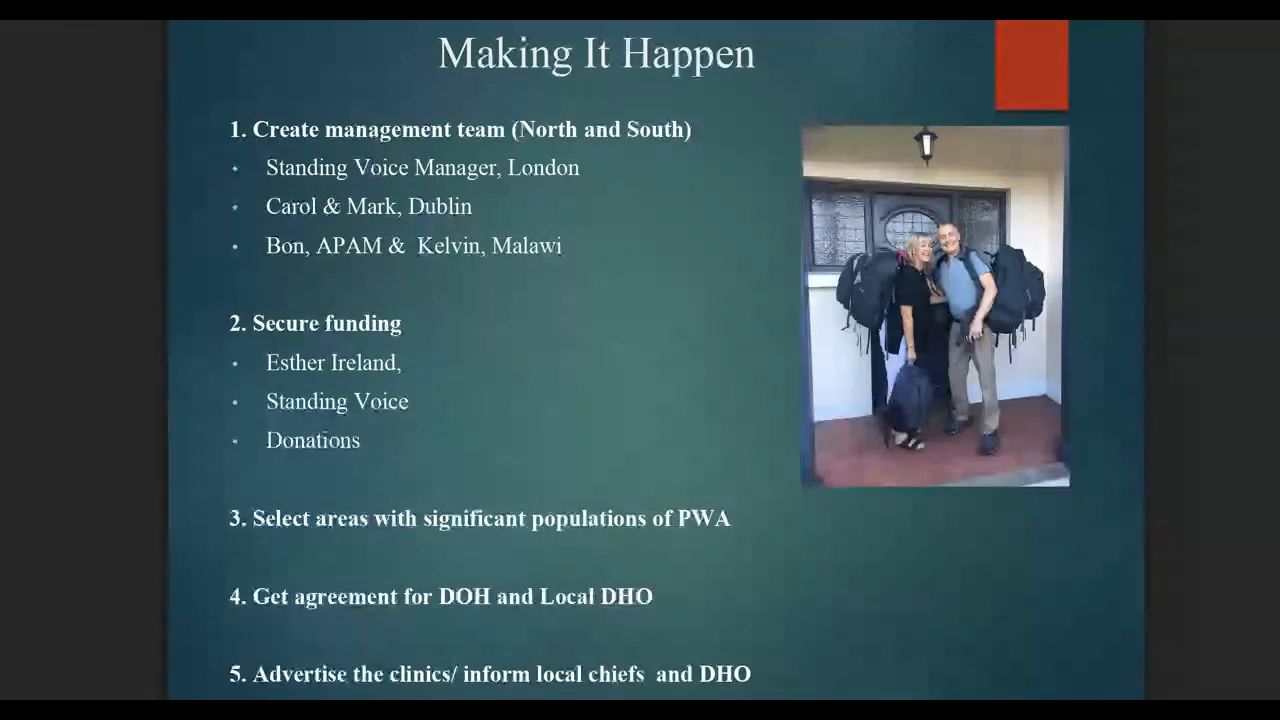 Making It Happen
1. Create management team (North and South)
• Standing Voice Manager, London
• Carol & Mark, Dublin
• Bon, APAM & Kelvin, Malawi
2. Secure funding
• Esther Ireland,
• Standing Voice
• Donations
3. Select areas with significant populations of PWA
4. Get agreement for DOH and Local DHO
5. Advertise the clinics/ inform local chiefs and DHO